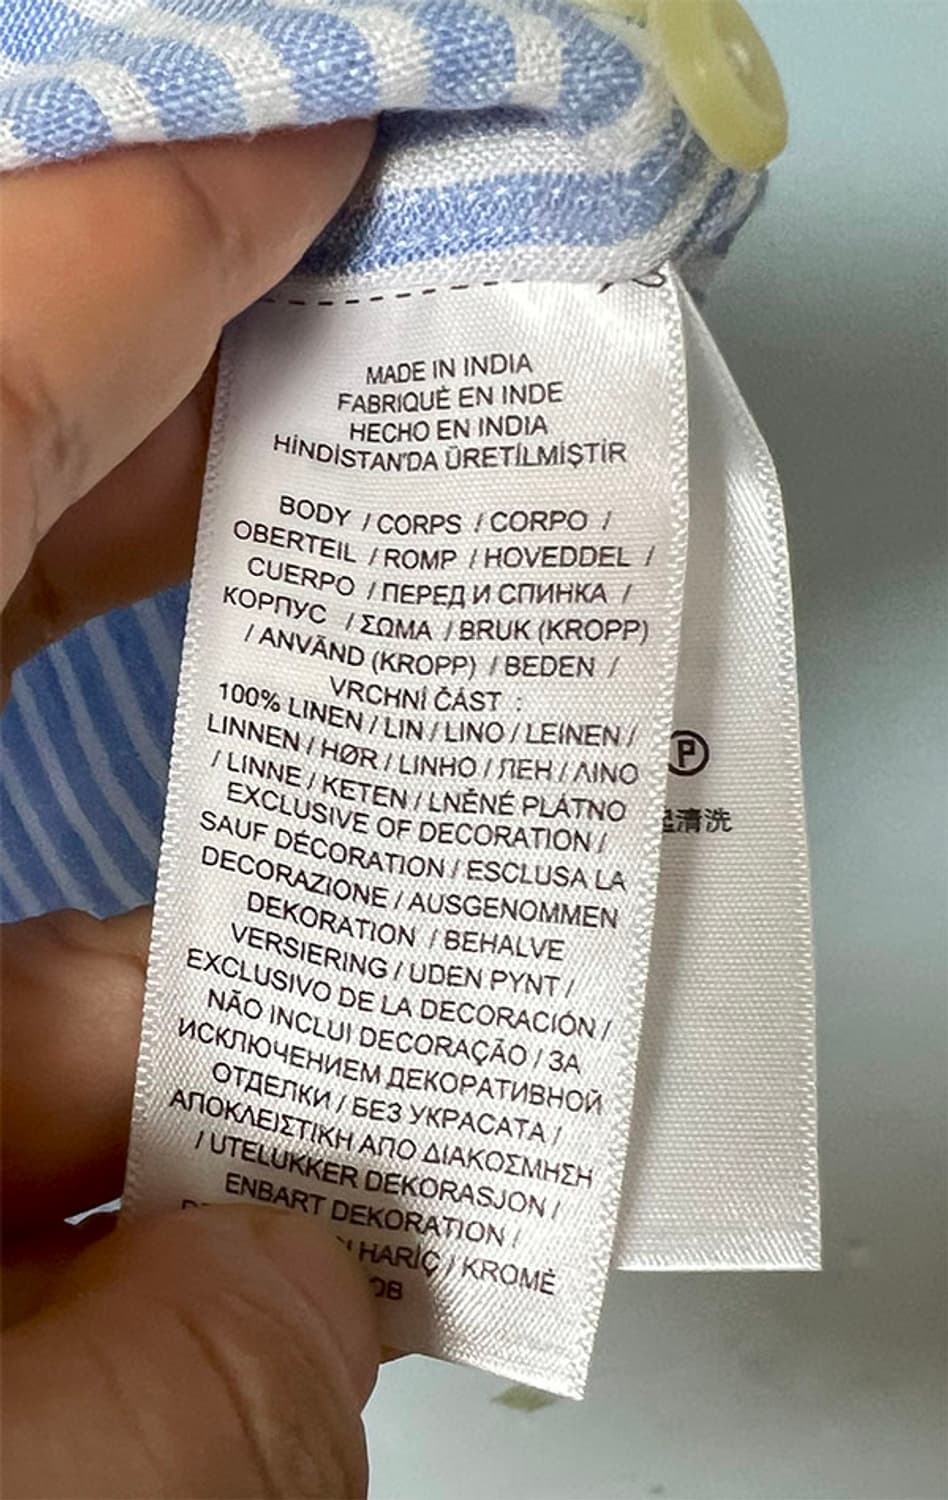 MADE IN INDIA
FABRIQUÉ EN INDE
HECHO EN INDIA
HİNDİSTAN'DA ÜRETİLMİŞTİR
BODY / CORPS / CORPO /
OBERTEIL / ROMP / HOVEDDEL /
CUERPO / ПЕРЕД И СПИНКА /
КОРПУС / ΣΩΜΑ / BRUK (KROPP)
/ ANVÄND (KROPP) / BEDEN /
VRCHNÍ ČÁST :
100% LINEN / LIN / LINO / LEINEN /
LINNEN / HØR / LINHO / ЛЕН / ΛΙΝΟ
/ LINNE / KETEN / LNĚNÉ PLÁTNO
EXCLUSIVE OF DECORATION /
SAUF DÉCORATION / ESCLUSA LA
DECORAZIONE / AUSGENOMMEN
DEKORATION / BEHALVE
VERSIERING / UDEN PYNT /
EXCLUSIVO DE LA DECORACIÓN /
NÃO INCLUI DECORAÇÃO / ЗА
ИСКЛЮЧЕНИЕМ ДЕКОРАТИВНОЙ
ОТДЕЛКИ / БЕЗ УКРАСАТА /
ΑΠΟΚΛΕΙΣΤΙΚΗ ΑΠΟ ΔΙΑΚΟΣΜΗΣΗ
/ UTELUKKER DEKORASJON /
ENBART DEKORATION /
HARİÇ / KROMĚ
P
清洗